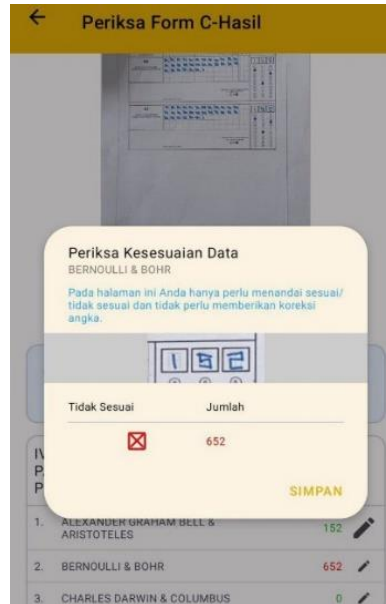 Periksa Form C-Hasil
Periksa Kesesuaian Data
BERNOULLI & BOHR
Pada halaman ini Anda hanya perlu menandai sesuai/
tidak sesuai dan tidak perlu memberikan koreksi
angka.
152
Tidak Sesuai Jumlah
652
SIMPAN
IV
P
P
1. ALEXANDER GRAHAM BELL & 152
ARISTOTELES
2. BERNOULLI & BOHR 652
3. CHARLES DARWIN & COLUMBUS 0